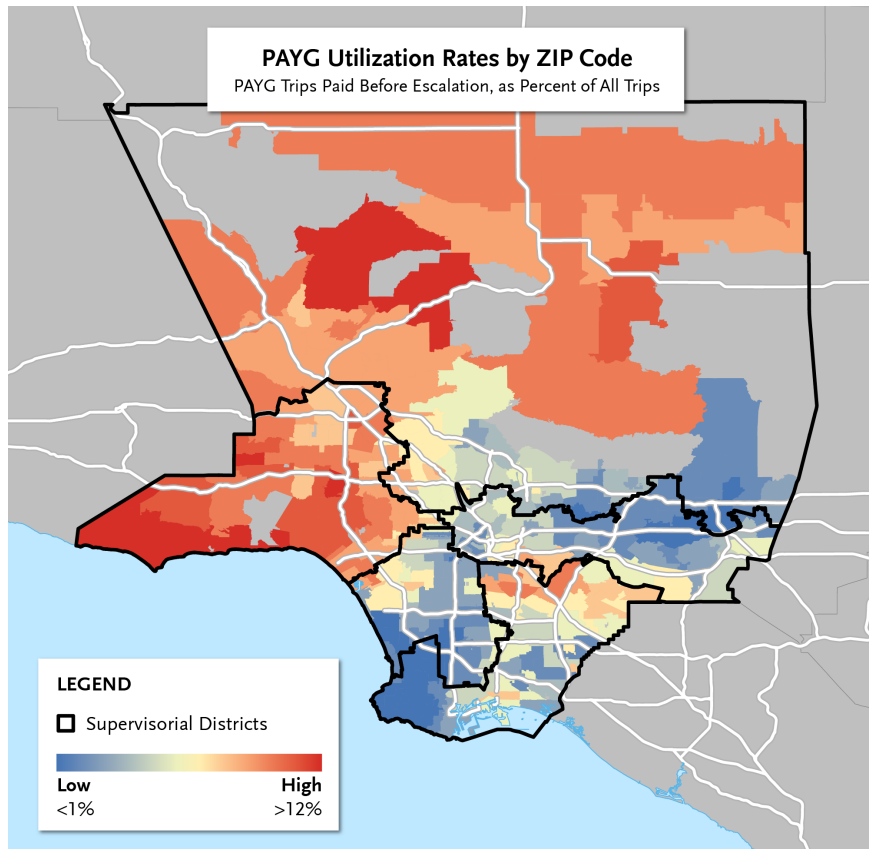 PAYG Utilization Rates by ZIP Code
PAYG Trips Paid Before Escalation, as Percent of All Trips
LEGEND
Supervisorial Districts
Low High
<1% >12%